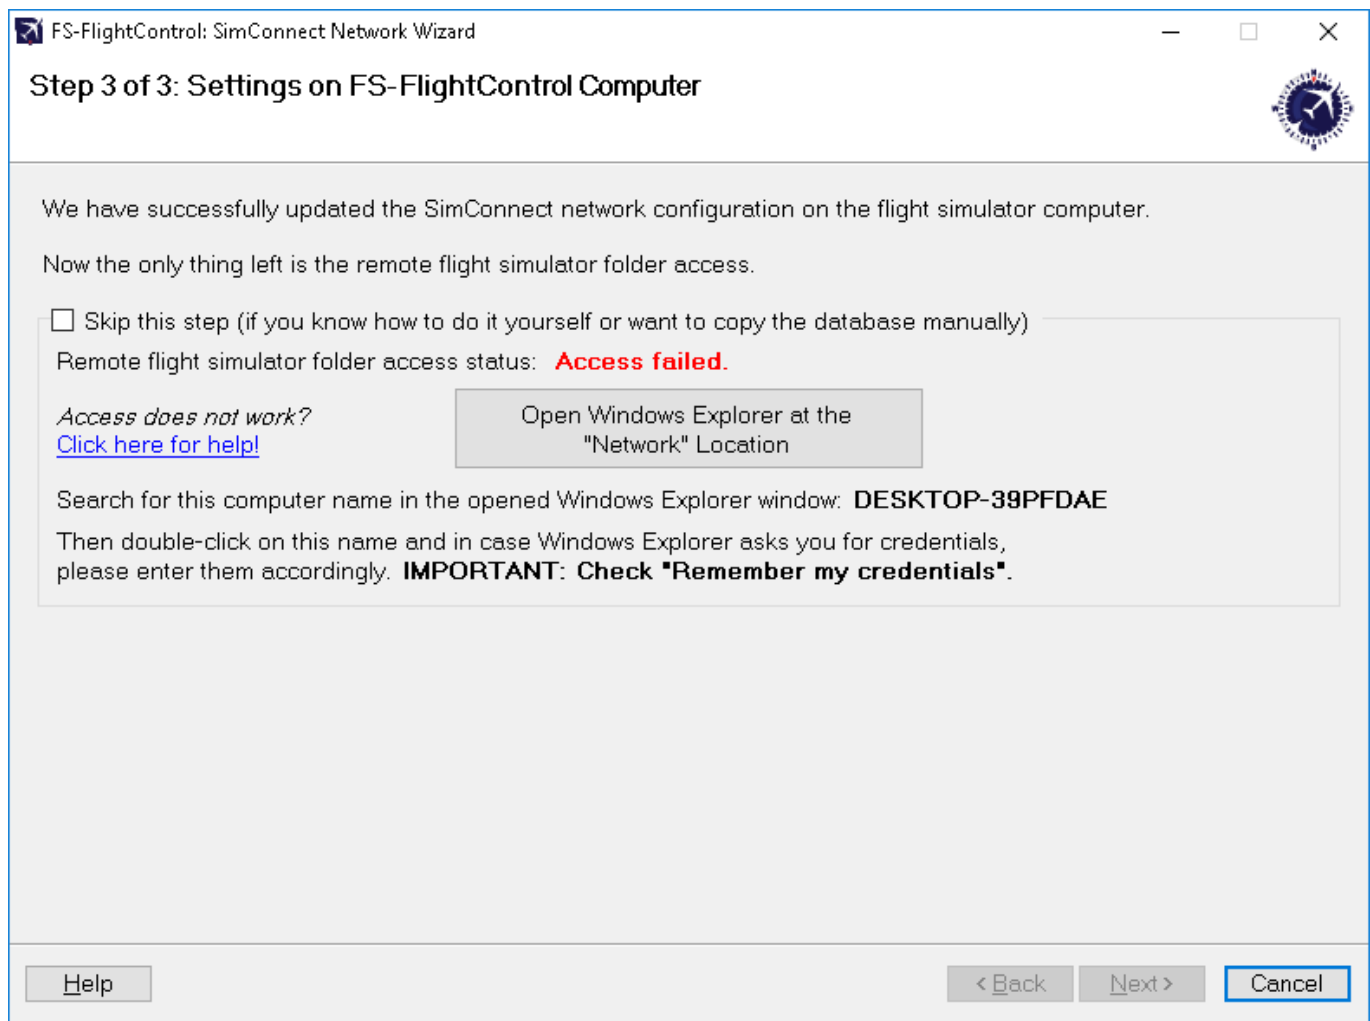 FS-FlightControl: SimConnect Network Wizard
Step 3 of 3: Settings on FS-FlightControl Computer
We have successfully updated the SimConnect network configuration on the flight simulator computer.
Now the only thing left is the remote flight simulator folder access.
Skip this step (if you know how to do it yourself or want to copy the database manually)
Remote flight simulator folder access status: Access failed.
Access does not work?
Click here for help!
Open Windows Explorer at the
"Network" Location
Search for this computer name in the opened Windows Explorer window: DESKTOP-39PFDAE
Then double-click on this name and in case Windows Explorer asks you for credentials,
please enter them accordingly. IMPORTANT: Check "Remember my credentials".
Help
< Back
Next >
Cancel